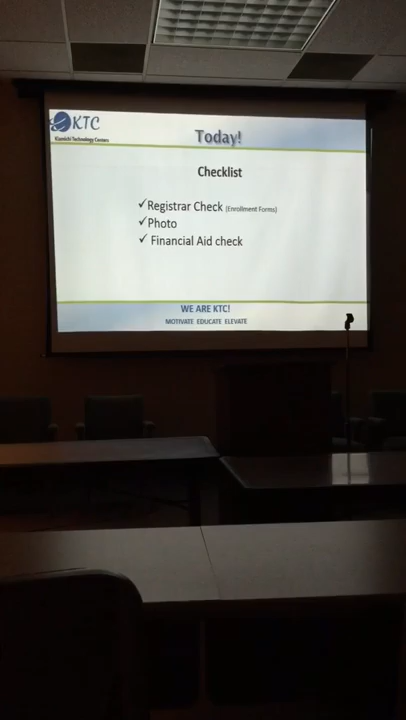 KTC
Kiamichi Technology Centers
Today!
Checklist
✓Registrar Check (Enrollment Forms)
✓Photo
✓ Financial Aid check
WE ARE KTC!
MOTIVATE EDUCATE ELEVATE